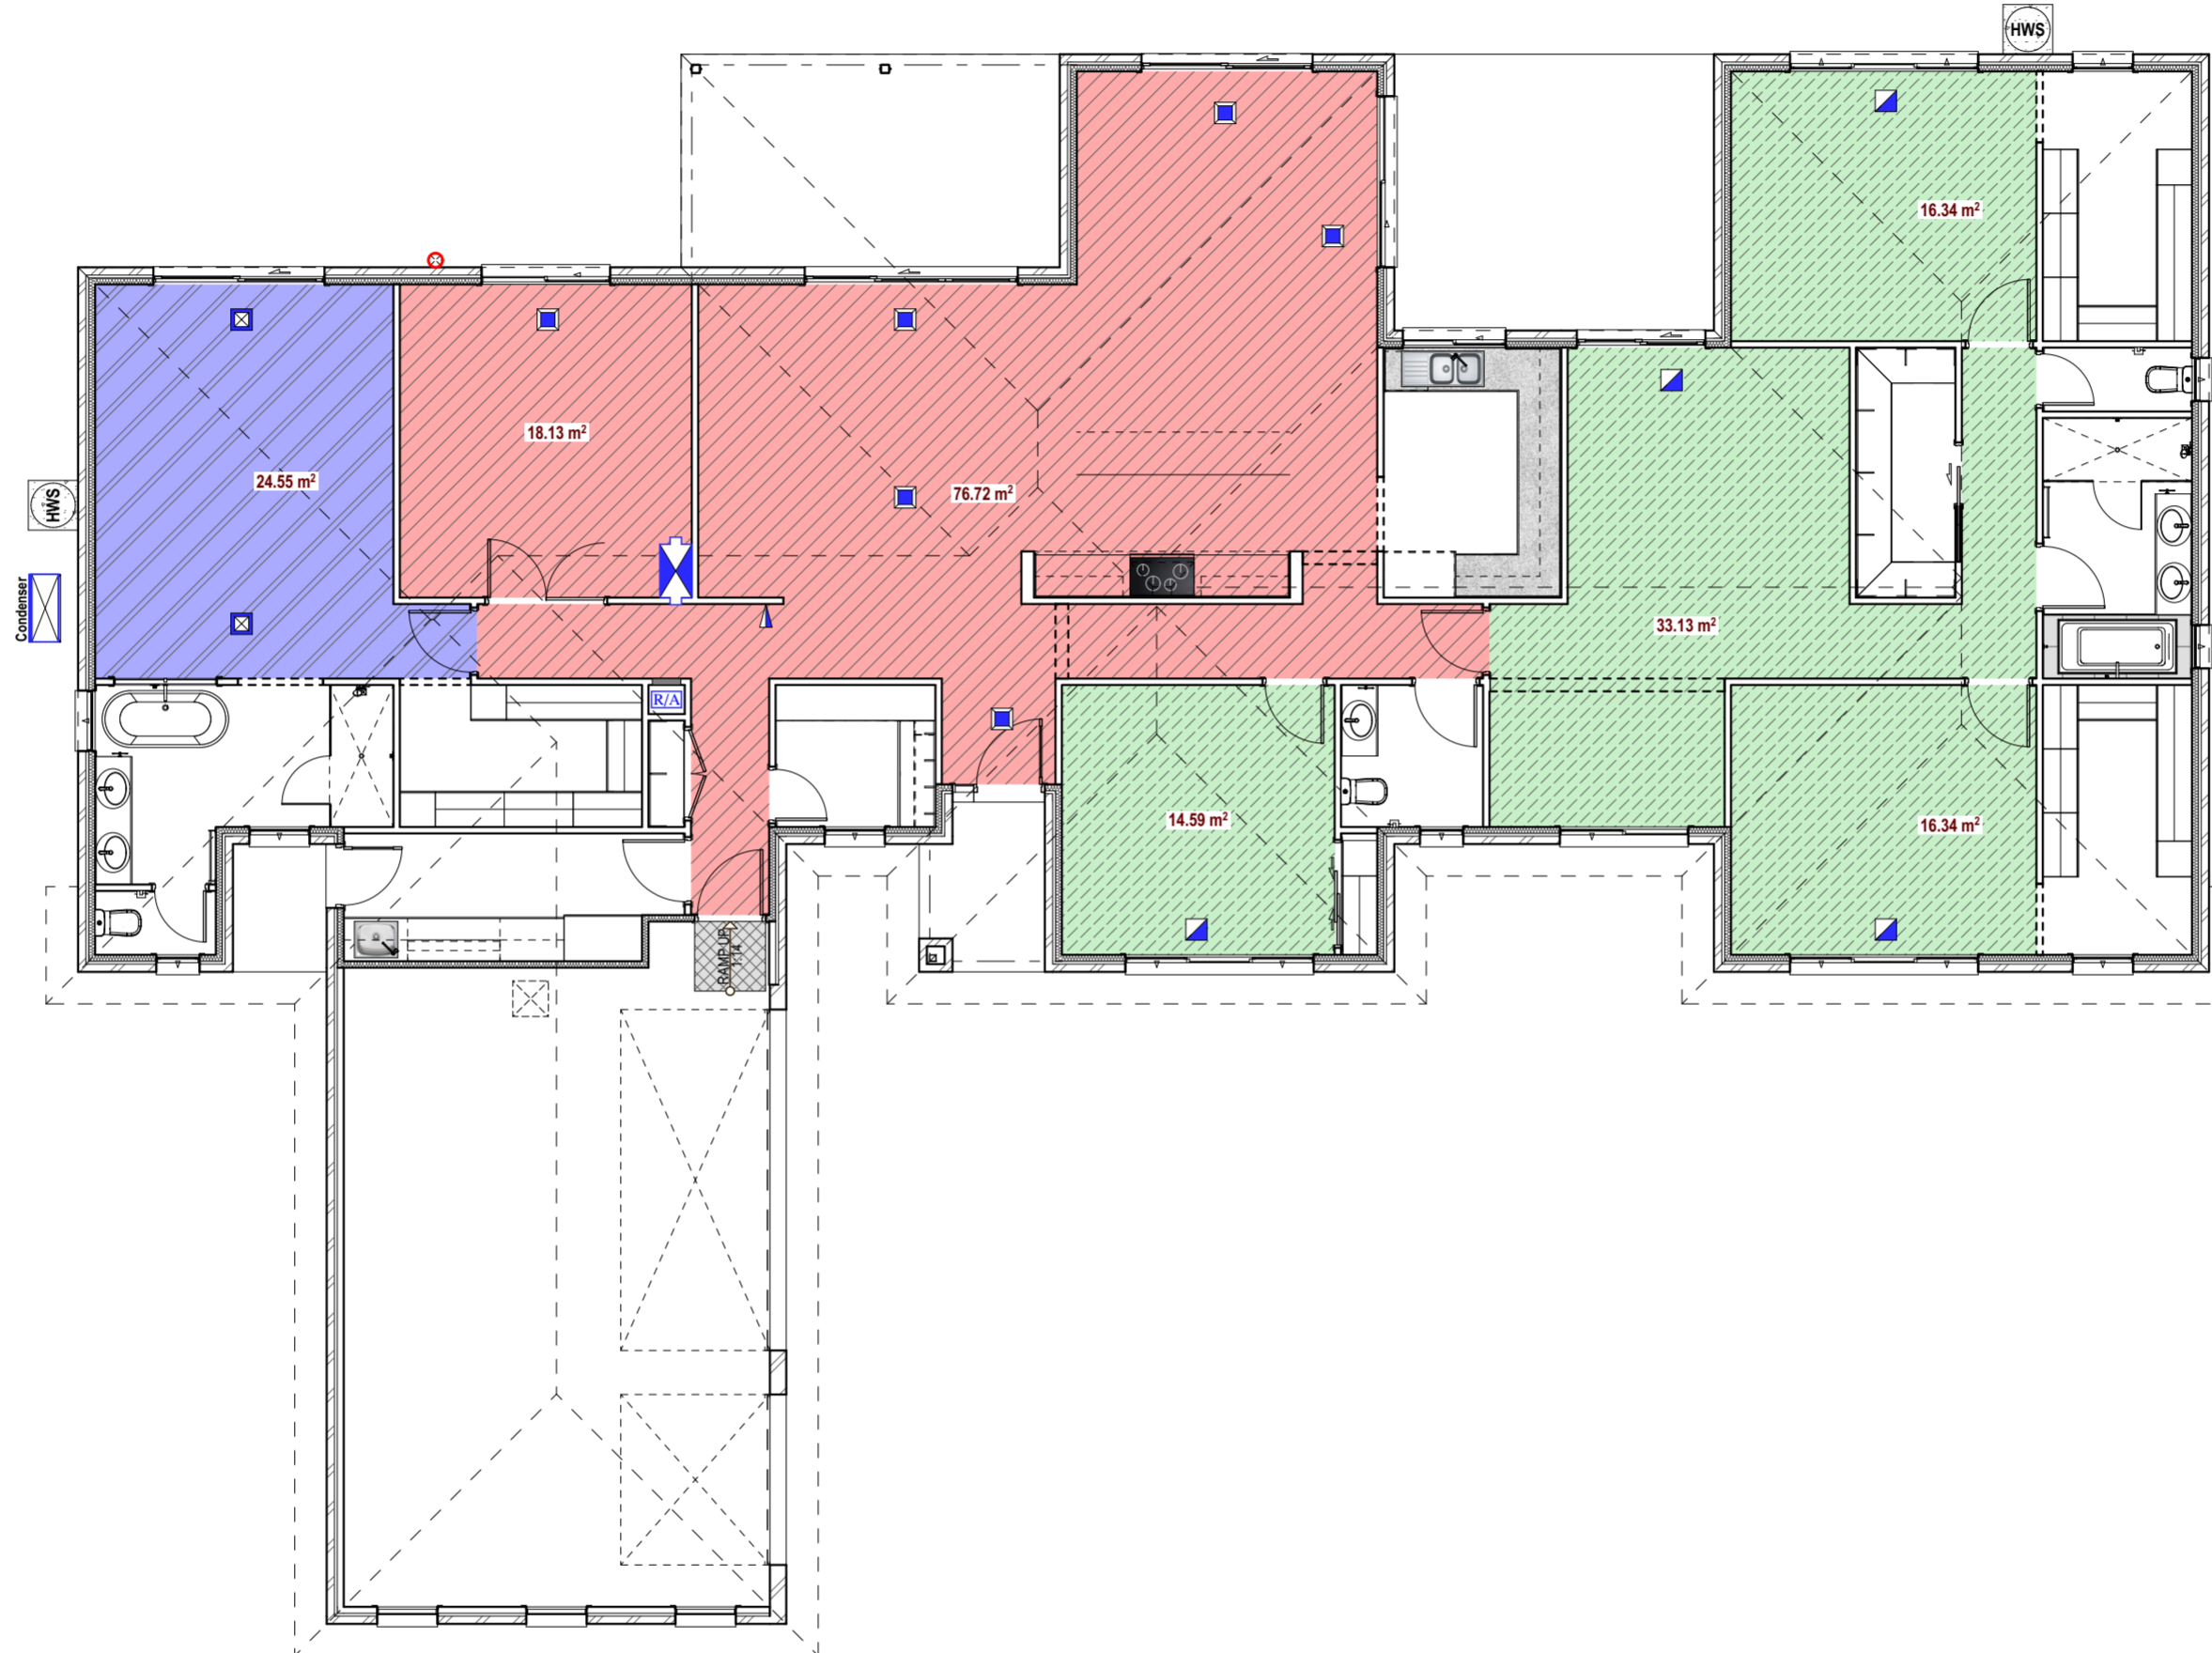 HWS
16.34 m²
18.13 m²
24.55 m²
76.72 m²
HWS
Condenser
33.13 m²
R/A
14.59 m²
16.34 m²
RAMP UP
1:14